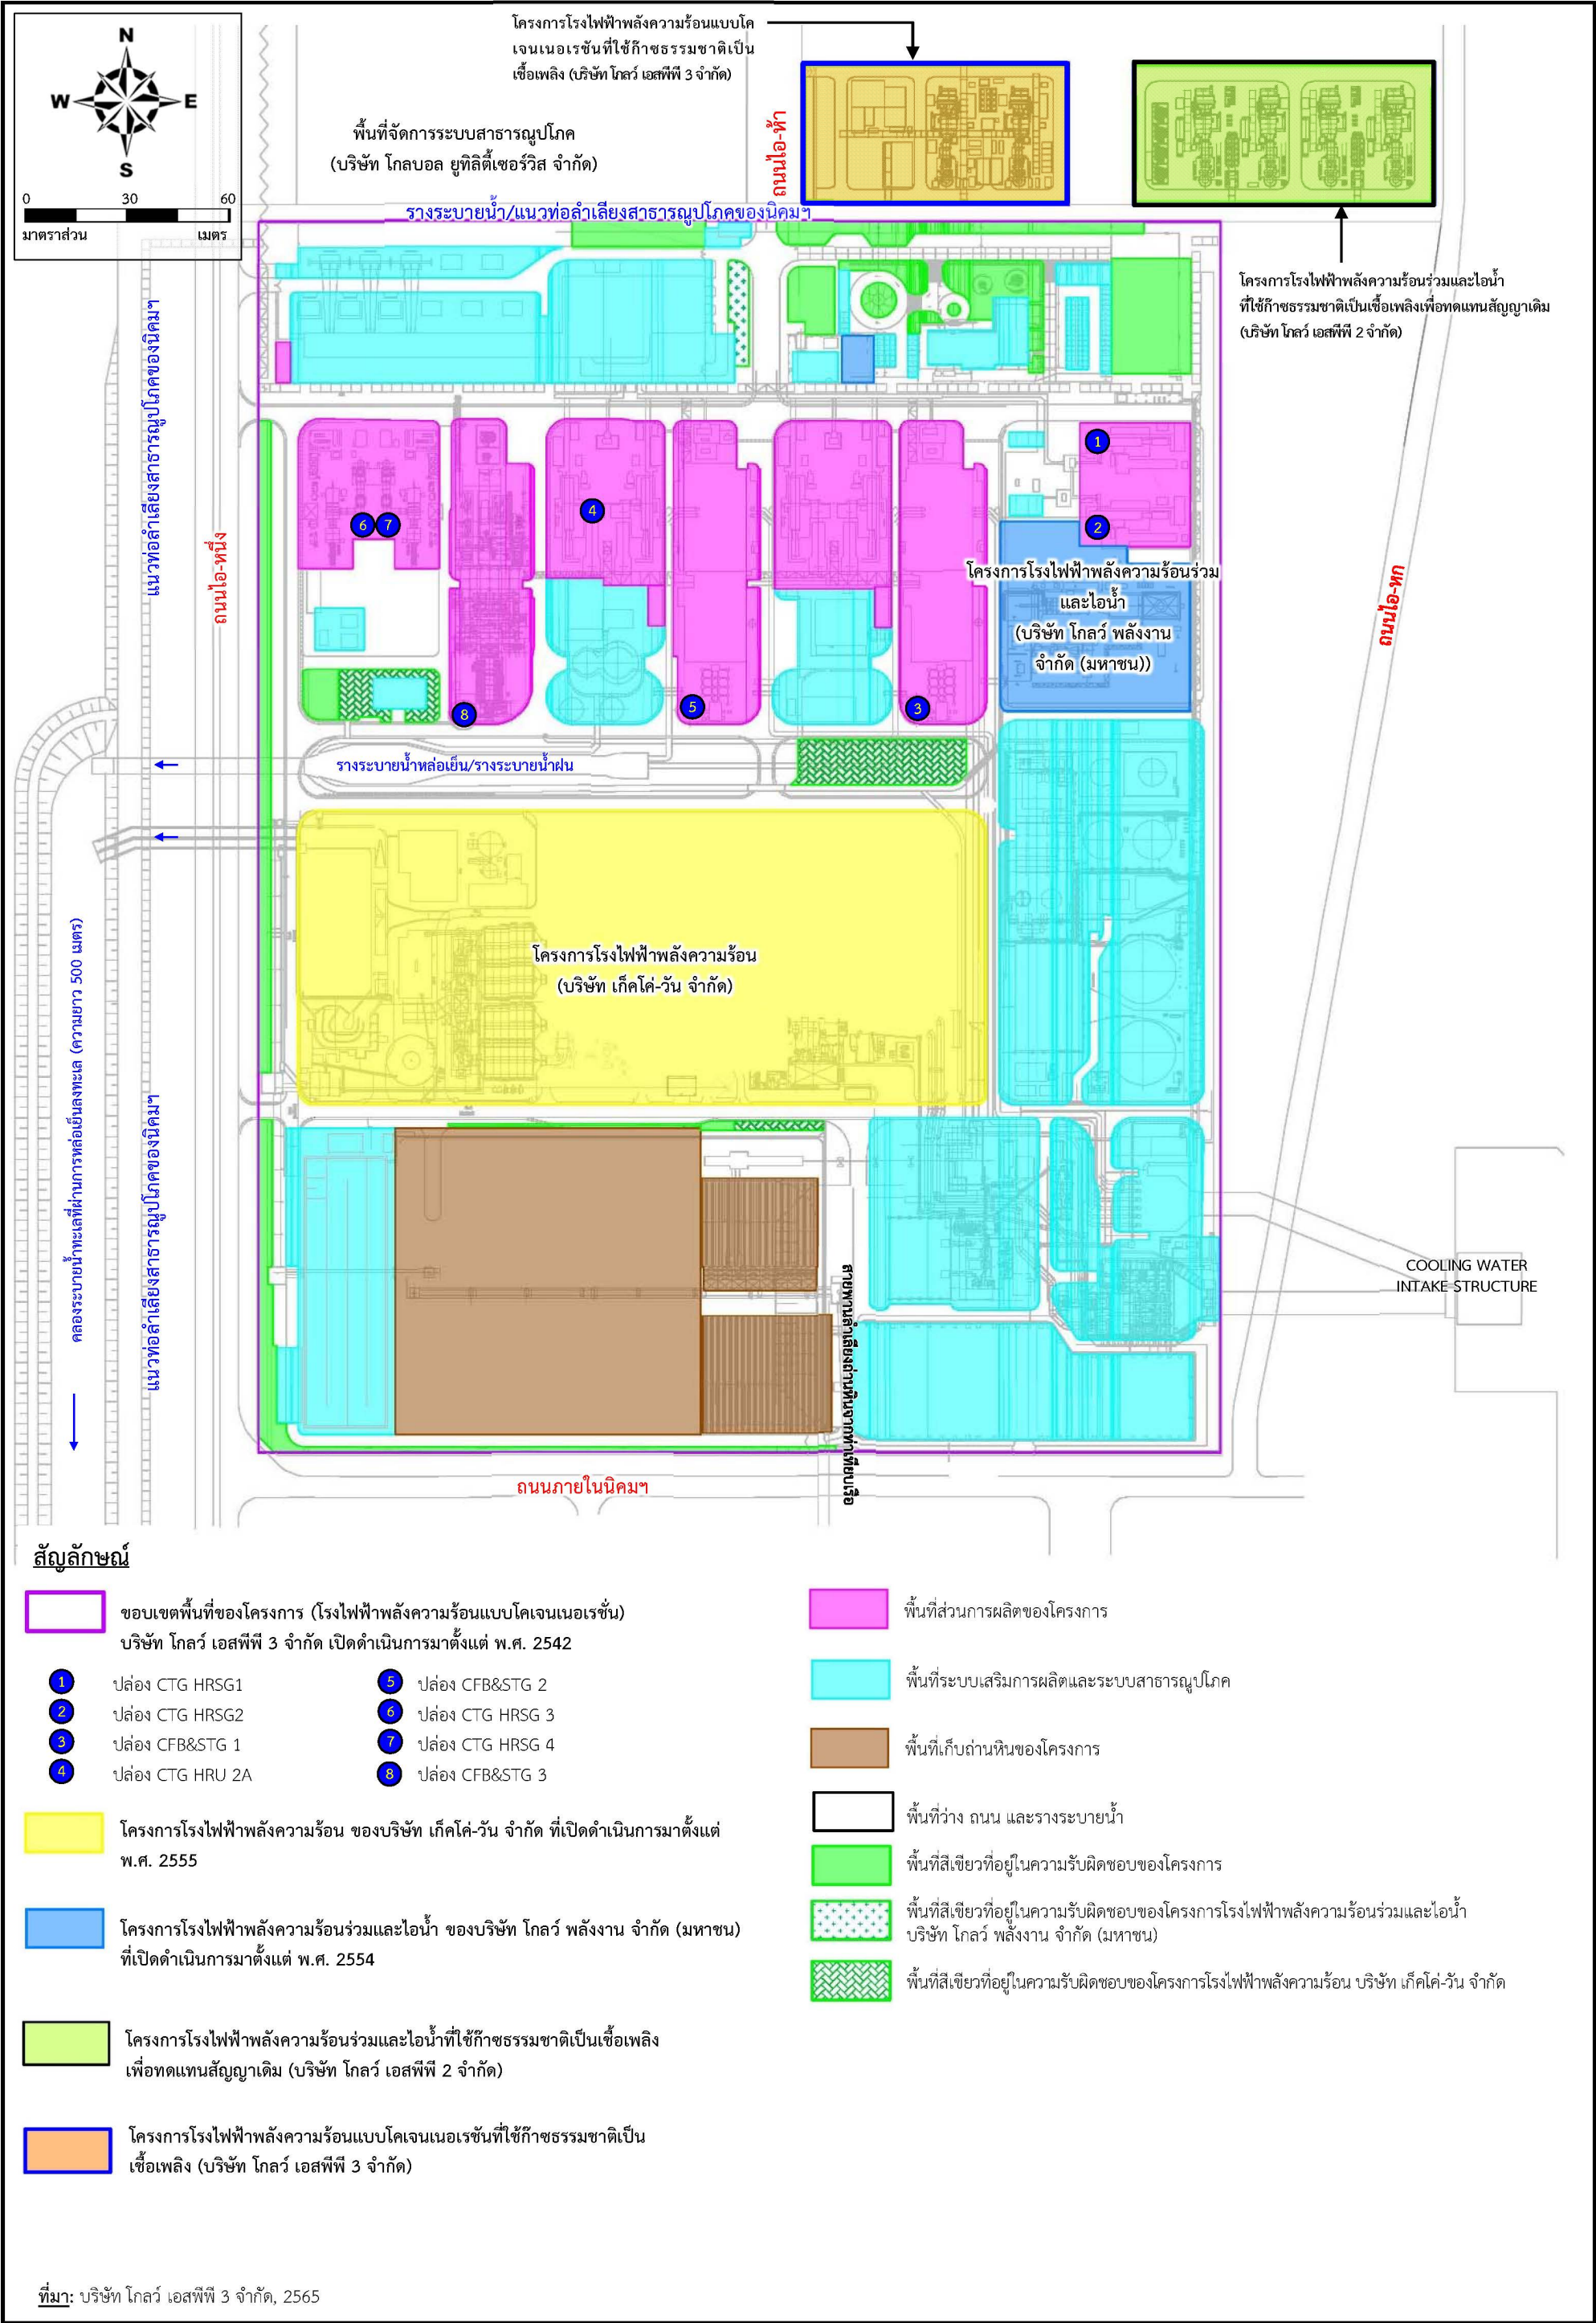 N
W
E
S
0 30 60
มาตราส่วน เมตร
โครงการโรงไฟฟ้าพลังความร้อนแบบโค
เจนเนอเรชันที่ใช้ก๊าซธรรมชาติเป็น
เชื้อเพลิง (บริษัท โกลว์ เอสพีพี 3 จำกัด)
พื้นที่จัดการระบบสาธารณูปโภค
(บริษัท โกลบอล ยูทิลิตี้เซอร์วิส จำกัด)
ถนนไอ-ห้า
รางระบายน้ำ/แนวท่อลำเลียงสาธารณูปโภคของนิคมฯ
โครงการโรงไฟฟ้าพลังความร้อนร่วมและไอน้ำ
ที่ใช้ก๊าซธรรมชาติเป็นเชื้อเพลิงเพื่อทดแทนสัญญาเดิม
(บริษัท โกลว์ เอสพีพี 2 จำกัด)
แนวท่อลำเลียงสาธารณูปโภคของนิคมฯ
ถนนไอ-หนึ่ง
ถนนไอ-หก
1
2
3
4
5
6 7
8
โครงการโรงไฟฟ้าพลังความร้อนร่วม
และไอน้ำ
(บริษัท โกลว์ พลังงาน
จำกัด (มหาชน))
รางระบายน้ำหล่อเย็น/รางระบายน้ำฝน
โครงการโรงไฟฟ้าพลังความร้อน
(บริษัท เก็คโค่-วัน จำกัด)
คลองระบายน้ำทะเลที่ผ่านการหล่อเย็นลงทะเล (ความยาว 500 เมตร)
แนวท่อลำเลียงสาธารณูปโภคของนิคมฯ
สายพานลำเลียงถ่านหินจากท่าเทียบเรือ
COOLING WATER
INTAKE STRUCTURE
ถนนภายในนิคมฯ
สัญลักษณ์
ขอบเขตพื้นที่ของโครงการ (โรงไฟฟ้าพลังความร้อนแบบโคเจนเนอเรชั่น)
บริษัท โกลว์ เอสพีพี 3 จำกัด เปิดดำเนินการมาตั้งแต่ พ.ศ. 2542
1 ปล่อง CTG HRSG1
2 ปล่อง CTG HRSG2
3 ปล่อง CFB&STG 1
4 ปล่อง CTG HRU 2A
5 ปล่อง CFB&STG 2
6 ปล่อง CTG HRSG 3
7 ปล่อง CTG HRSG 4
8 ปล่อง CFB&STG 3
โครงการโรงไฟฟ้าพลังความร้อน ของบริษัท เก็คโค่-วัน จำกัด ที่เปิดดำเนินการมาตั้งแต่
พ.ศ. 2555
โครงการโรงไฟฟ้าพลังความร้อนร่วมและไอน้ำ ของบริษัท โกลว์ พลังงาน จำกัด (มหาชน)
ที่เปิดดำเนินการมาตั้งแต่ พ.ศ. 2554
โครงการโรงไฟฟ้าพลังความร้อนร่วมและไอน้ำที่ใช้ก๊าซธรรมชาติเป็นเชื้อเพลิง
เพื่อทดแทนสัญญาเดิม (บริษัท โกลว์ เอสพีพี 2 จำกัด)
โครงการโรงไฟฟ้าพลังความร้อนแบบโคเจนเนอเรชันที่ใช้ก๊าซธรรมชาติเป็น
เชื้อเพลิง (บริษัท โกลว์ เอสพีพี 3 จำกัด)
พื้นที่ส่วนการผลิตของโครงการ
พื้นที่ระบบเสริมการผลิตและระบบสาธารณูปโภค
พื้นที่เก็บถ่านหินของโครงการ
พื้นที่ว่าง ถนน และรางระบายน้ำ
พื้นที่สีเขียวที่อยู่ในความรับผิดชอบของโครงการ
พื้นที่สีเขียวที่อยู่ในความรับผิดชอบของโครงการโรงไฟฟ้าพลังความร้อนร่วมและไอน้ำ
บริษัท โกลว์ พลังงาน จำกัด (มหาชน)
พื้นที่สีเขียวที่อยู่ในความรับผิดชอบของโครงการโรงไฟฟ้าพลังความร้อน บริษัท เก็คโค่-วัน จำกัด
ที่มา: บริษัท โกลว์ เอสพีพี 3 จำกัด, 2565